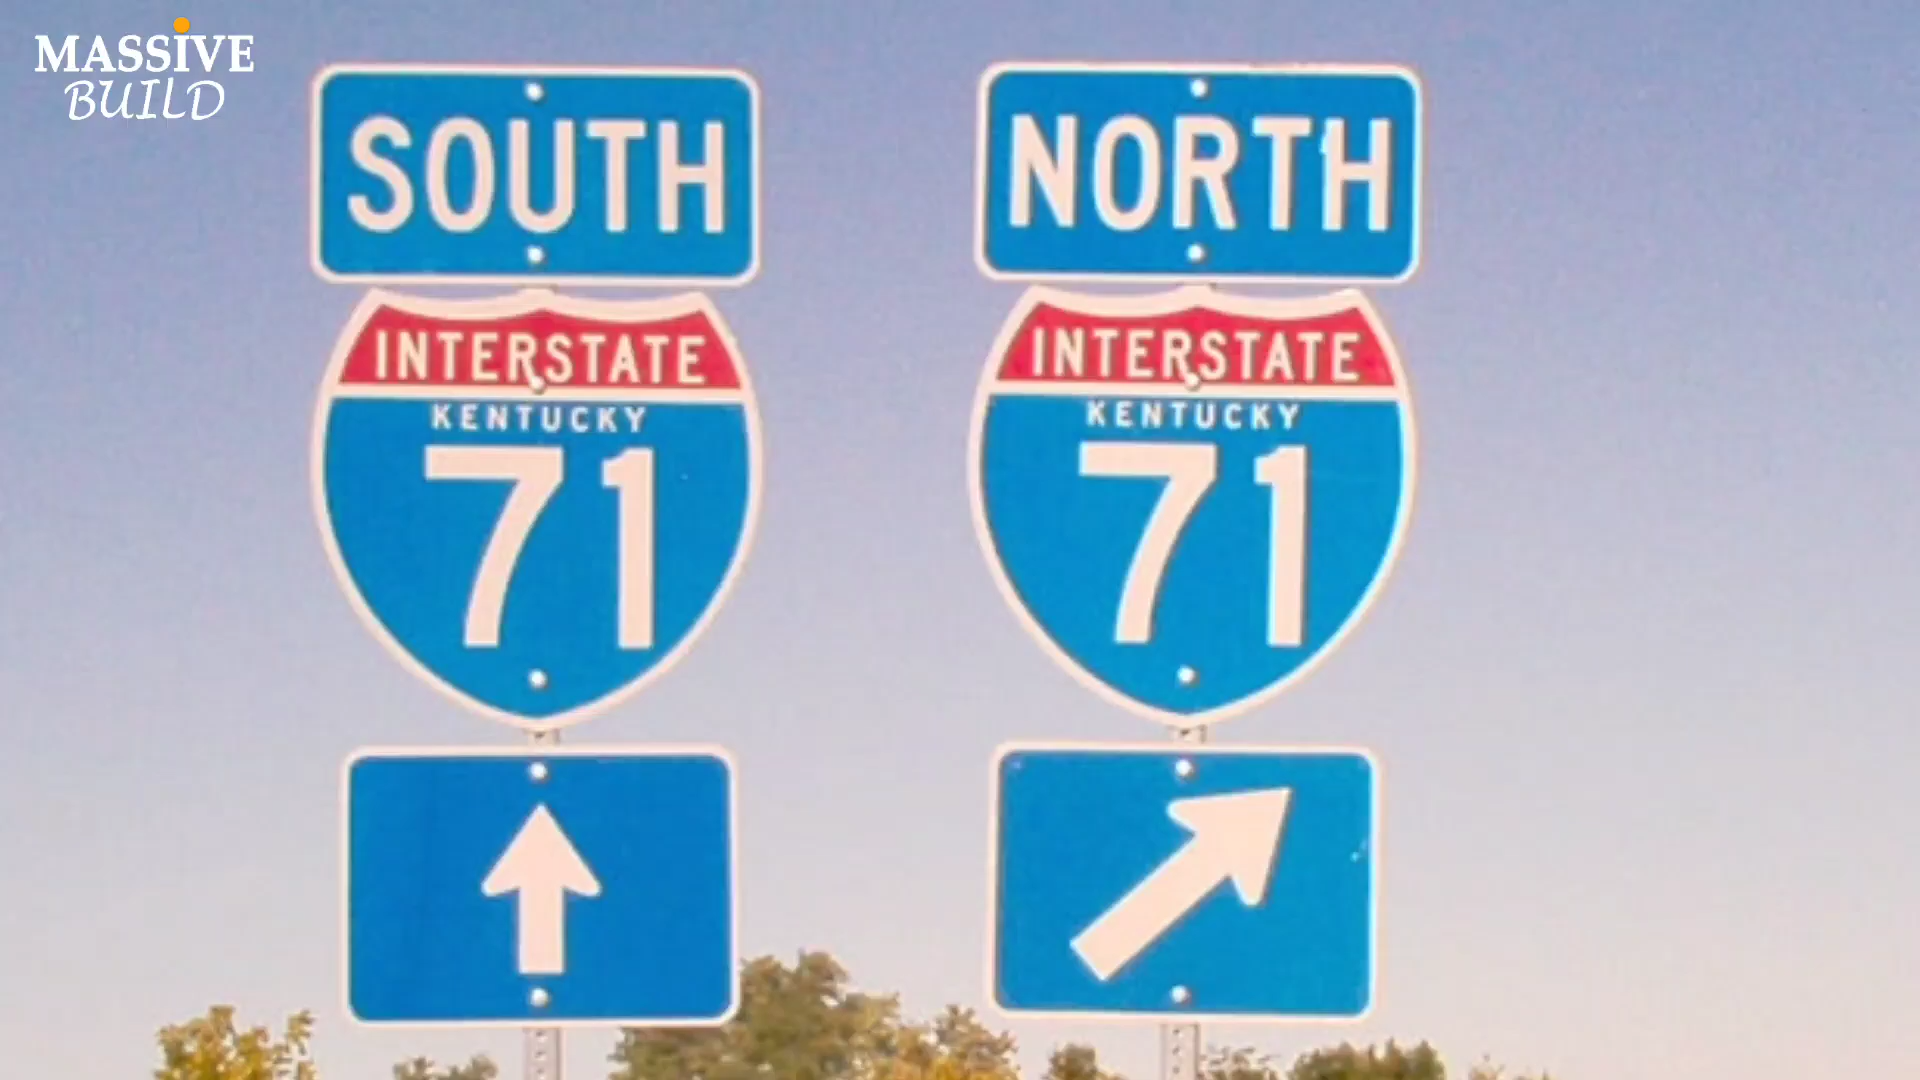 MASSIVE
BUILD
SOUTH
INTERSTATE
KENTUCKY
71
NORTH
INTERSTATE
KENTUCKY
71